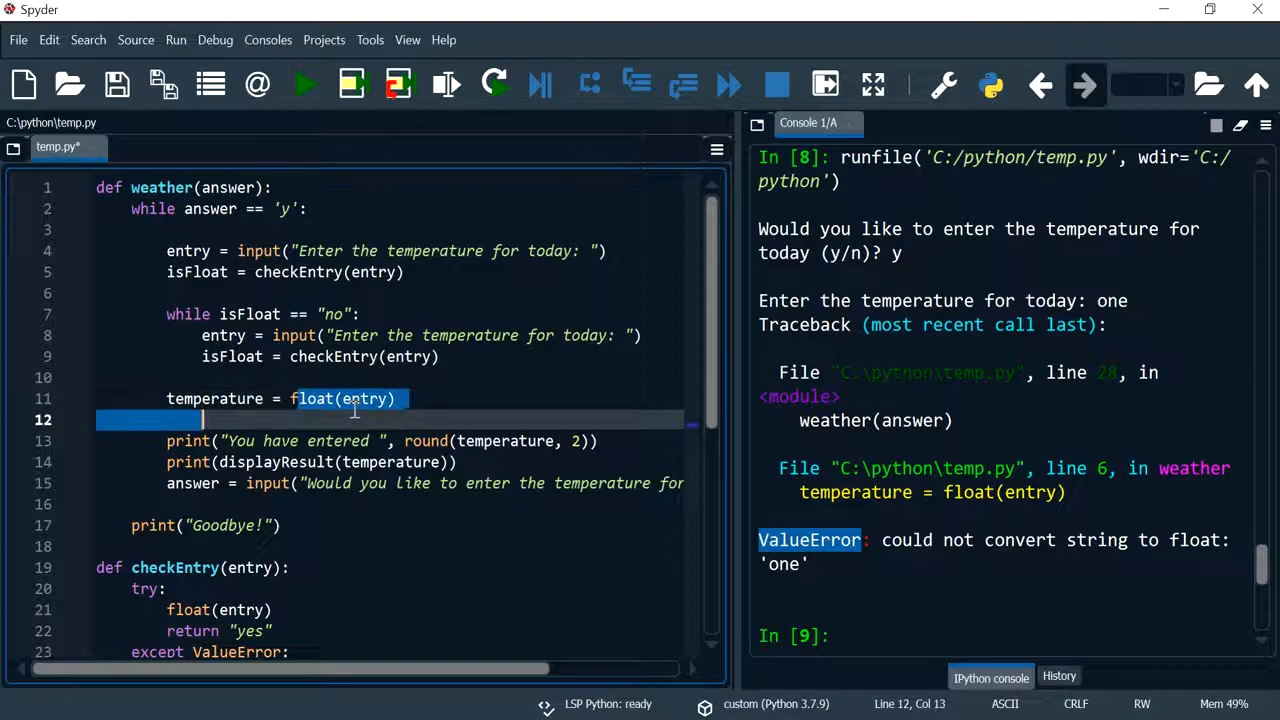 Spyder
File Edit Search Source Run Debug Consoles Projects Tools View Help
C:\python\temp.py
temp.py*
1 def weather(answer):
2 while answer == 'y':
3
4 entry = input("Enter the temperature for today: ")
5 isFloat = checkEntry(entry)
6
7 while isFloat == "no":
8 entry = input("Enter the temperature for today: ")
9 isFloat = checkEntry(entry)
10
11 temperature = float(entry)
12
13 print("You have entered ", round(temperature, 2))
14 print(displayResult(temperature))
15 answer = input("Would you like to enter the temperature for
16
17 print("Goodbye!")
18
19 def checkEntry(entry):
20 try:
21 float(entry)
22 return "yes"
23 except ValueError:
Console 1/A
In [8]: runfile('C:/python/temp.py', wdir='C:/
python')
Would you like to enter the temperature for
today (y/n)? y
Enter the temperature for today: one
Traceback (most recent call last):
File "C:\python\temp.py", line 28, in
<module>
weather(answer)
File "C:\python\temp.py", line 6, in weather
temperature = float(entry)
ValueError: could not convert string to float:
'one'
In [9]:
IPython console History
LSP Python: ready custom (Python 3.7.9) Line 12, Col 13 ASCII CRLF RW Mem 49%